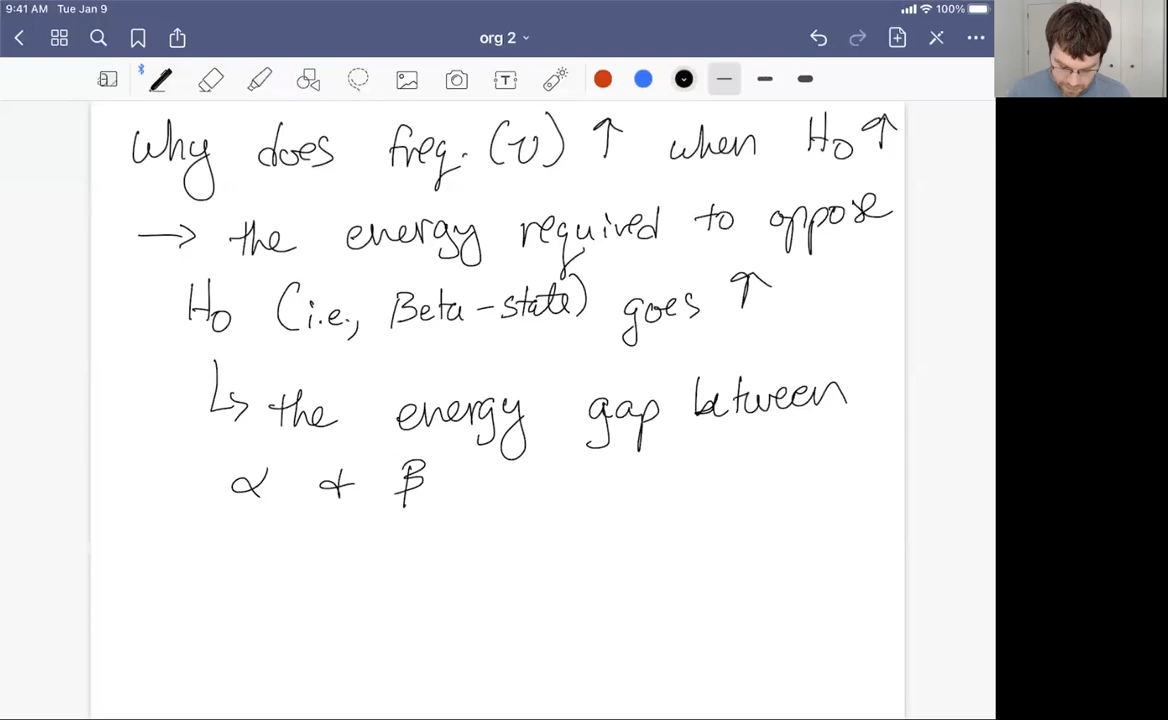 9:41 AM Tue Jan 9
100%
org 2
Why does freq. (ν) ↑ when H₀ ↑
→ the energy required to oppose
H₀ (i.e., Beta-state) goes ↑
↳ the energy gap between
α + β